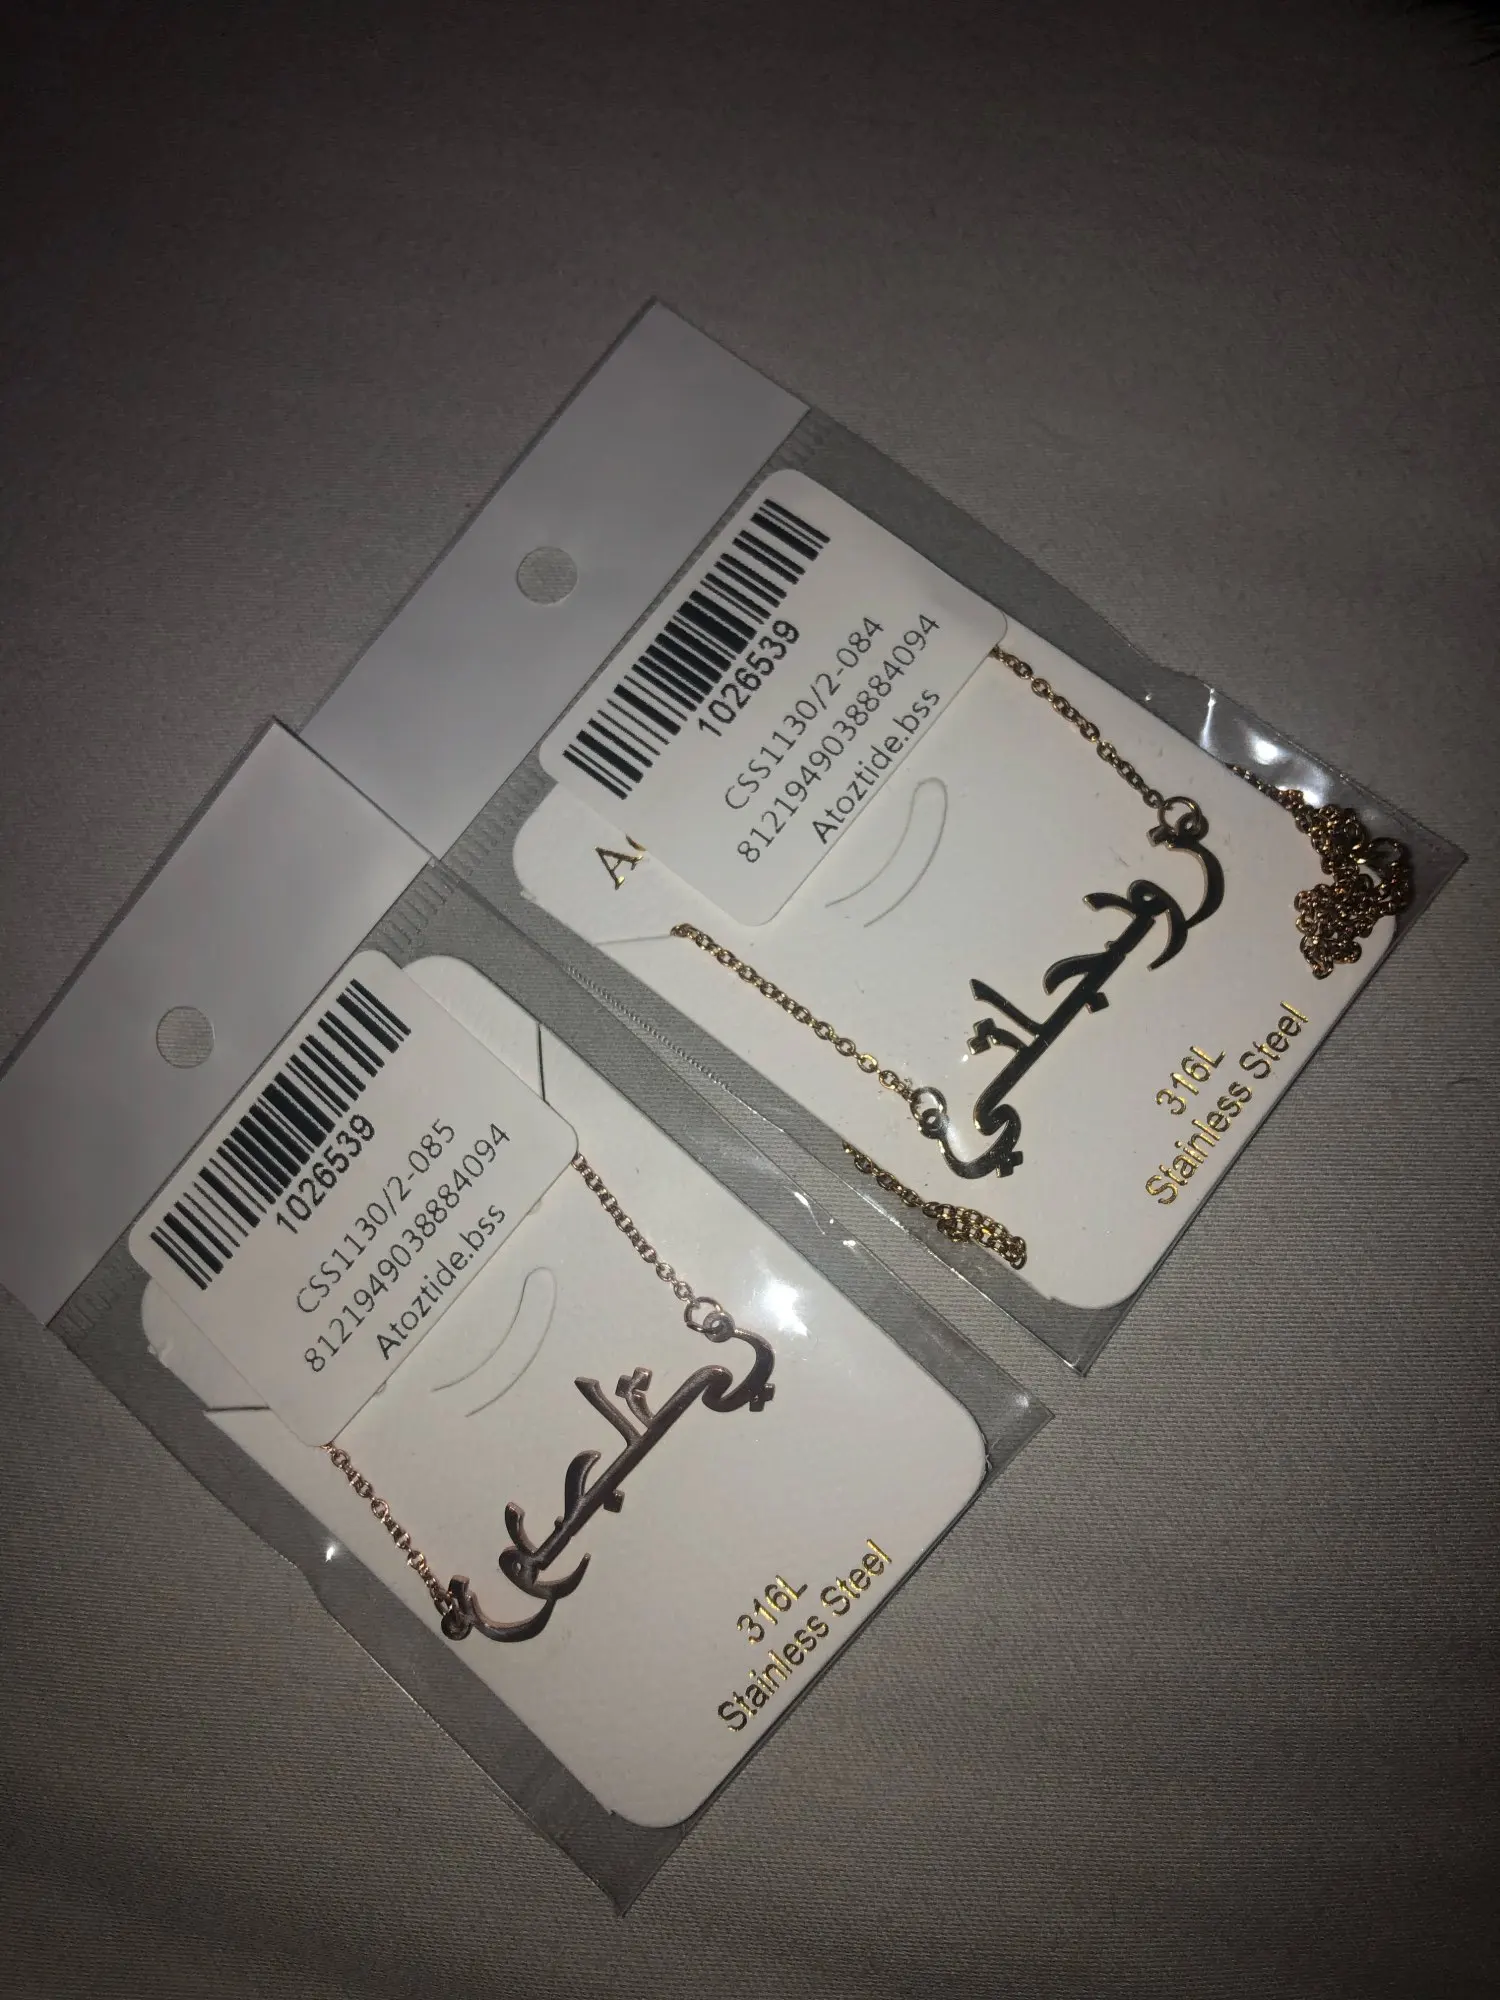 1026539
CSS1130/2-084
8121949038884094
Atoztide.bss
316L
Stainless Steel
1026539
CSS1130/2-085
8121949038884094
Atoztide.bss
316L
Stainless Steel